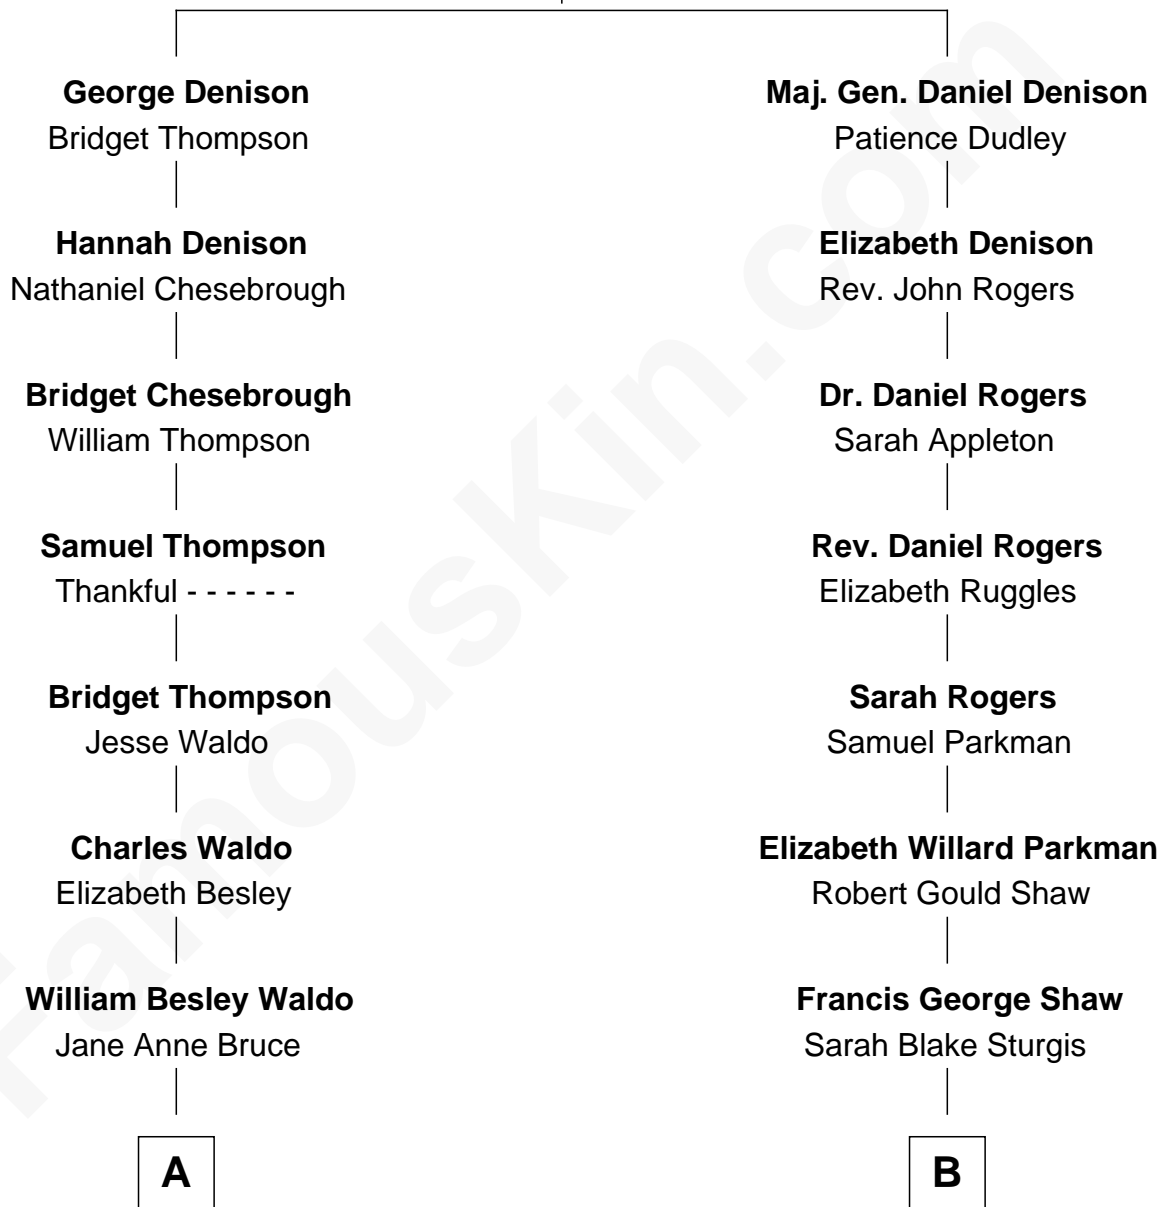 George Denison
Bridget Thompson
Hannah Denison
Nathaniel Chesebrough
Bridget Chesebrough
William Thompson
Samuel Thompson
Thankful - - - - - -
Bridget Thompson
Jesse Waldo
Charles Waldo
Elizabeth Besley
William Besley Waldo
Jane Anne Bruce
A
Maj. Gen. Daniel Denison
Patience Dudley
Elizabeth Denison
Rev. John Rogers
Dr. Daniel Rogers
Sarah Appleton
Rev. Daniel Rogers
Elizabeth Ruggles
Sarah Rogers
Samuel Parkman
Elizabeth Willard Parkman
Robert Gould Shaw
Francis George Shaw
Sarah Blake Sturgis
B
FamousKin.com